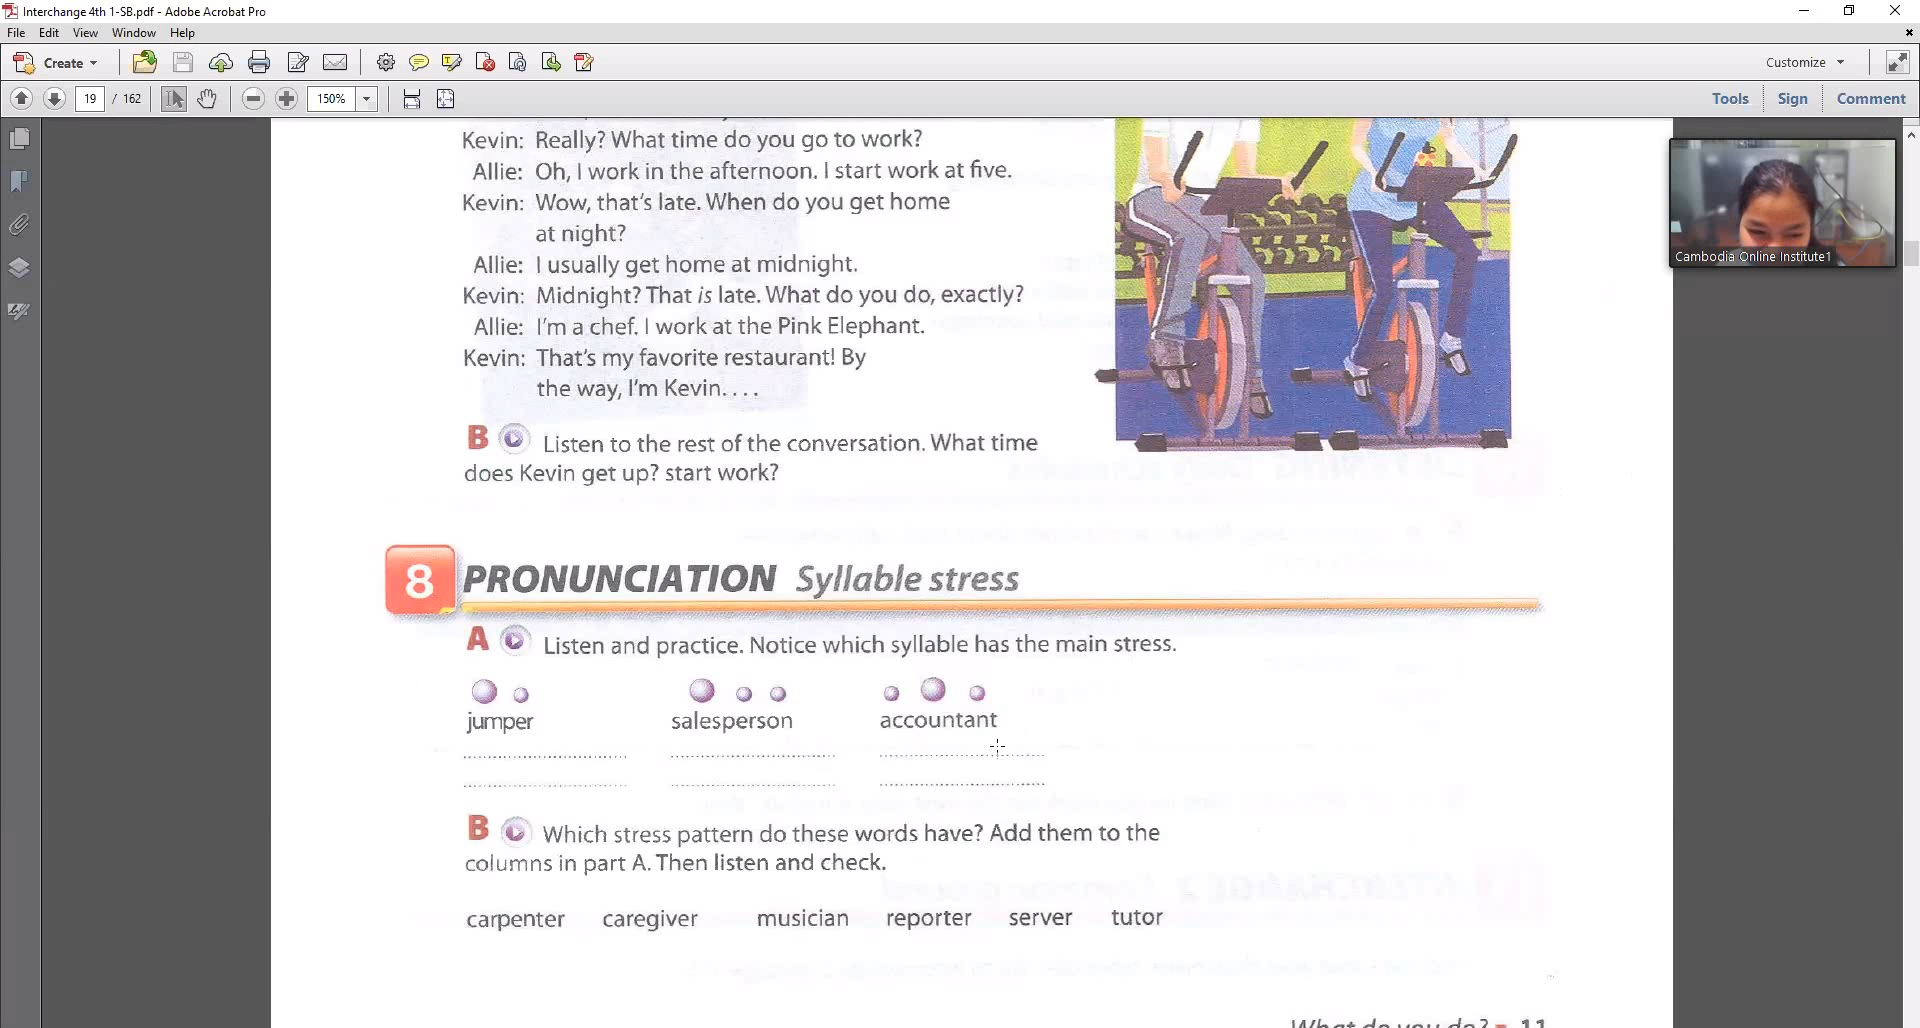 Interchange 4th 1-SB.pdf - Adobe Acrobat Pro
File Edit View Window Help
Create
Customize
19 / 162
150%
Tools Sign Comment
Kevin: Really? What time do you go to work?
Allie: Oh, I work in the afternoon. I start work at five.
Kevin: Wow, that's late. When do you get home
at night?
Allie: I usually get home at midnight.
Kevin: Midnight? That is late. What do you do, exactly?
Allie: I'm a chef. I work at the Pink Elephant.
Kevin: That's my favorite restaurant! By
the way, I'm Kevin. . . .
Cambodia Online Institute1
B Listen to the rest of the conversation. What time
does Kevin get up? start work?
8 PRONUNCIATION Syllable stress
A Listen and practice. Notice which syllable has the main stress.
jumper salesperson accountant
B Which stress pattern do these words have? Add them to the
columns in part A. Then listen and check.
carpenter caregiver musician reporter server tutor
What do you do? 11